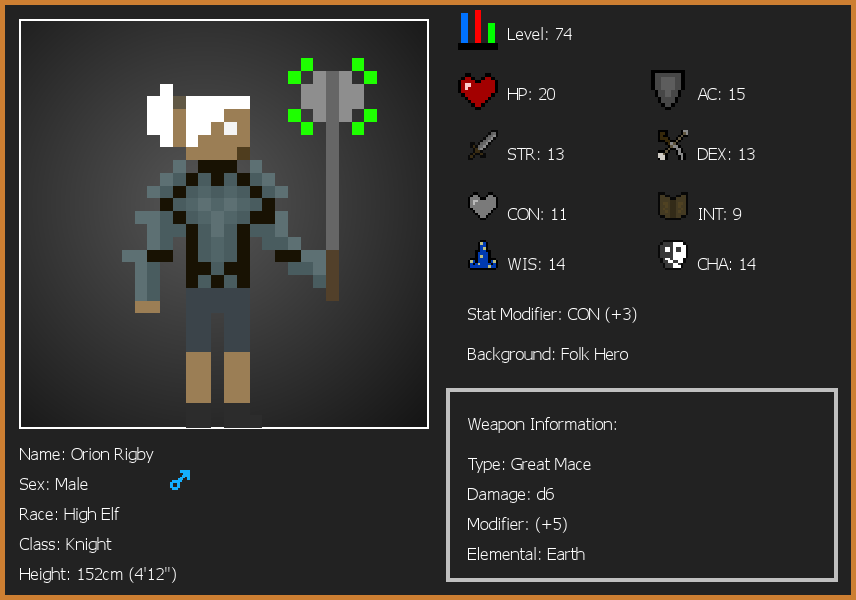 Level: 74
HP: 20
AC: 15
STR: 13
DEX: 13
CON: 11
INT: 9
WIS: 14
CHA: 14
Stat Modifier: CON (+3)
Background: Folk Hero
Weapon Information:
Type: Great Mace
Damage: d6
Modifier: (+5)
Elemental: Earth
Name: Orion Rigby
Sex: Male
Race: High Elf
Class: Knight
Height: 152cm (4'12")